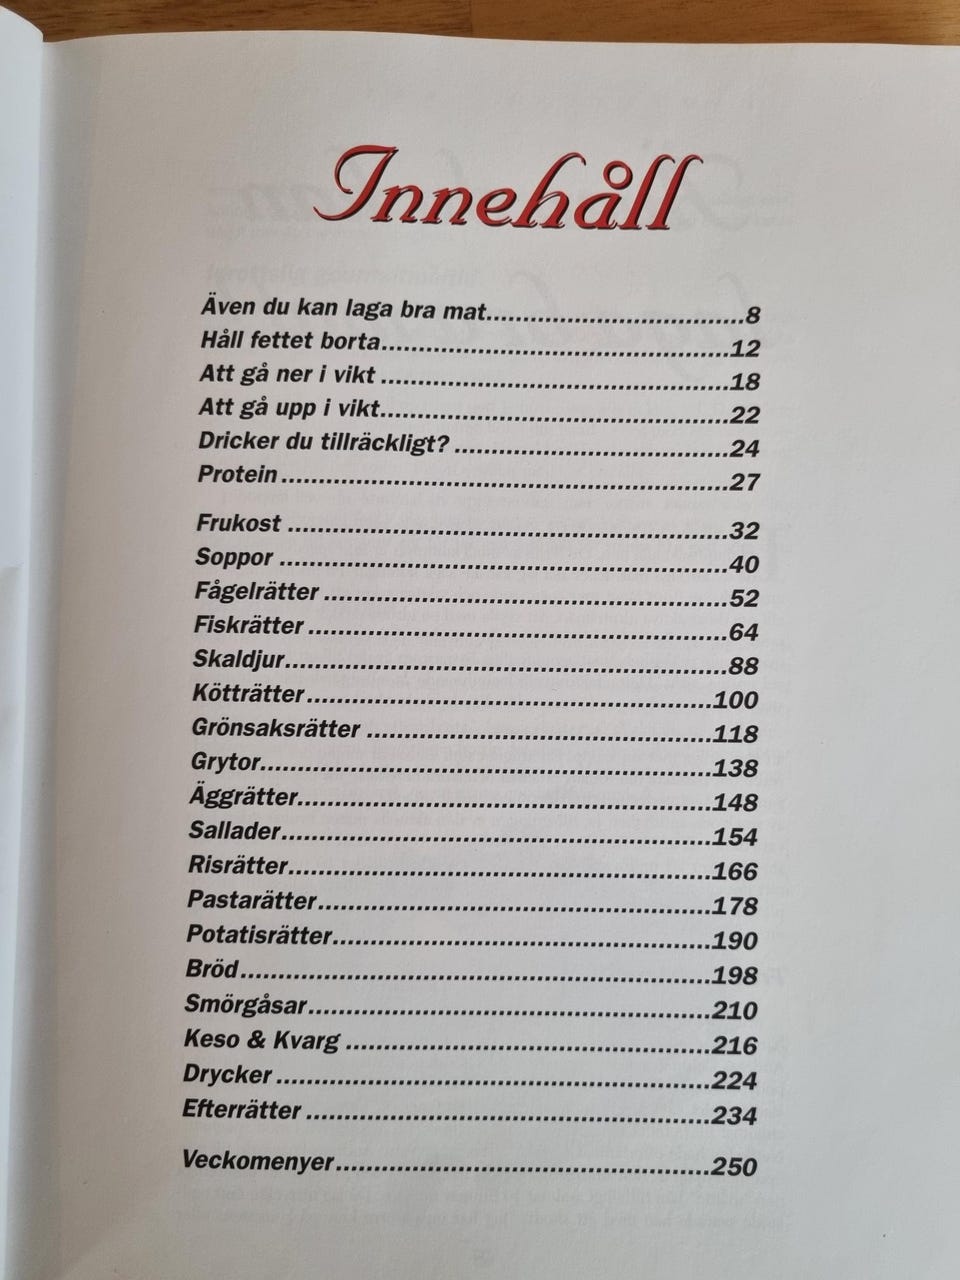 Innehåll
Även du kan laga bra mat..............................8
Håll fettet borta........................................12
Att gå ner i vikt ........................................18
Att gå upp i vikt........................................22
Dricker du tillräckligt? ................................24
Protein ...................................................27
Frukost ..................................................32
Soppor ...................................................40
Fågelrätter ..............................................52
Fiskrätter ................................................64
Skaldjur...................................................88
Kötträtter...............................................100
Grönsaksrätter ........................................118
Grytor....................................................138
Äggrätter................................................148
Sallader..................................................154
Risrätter.................................................166
Pastarätter..............................................178
Potatisrätter............................................190
Bröd......................................................198
Smörgåsar...............................................210
Keso & Kvarg ..........................................216
Drycker ..................................................224
Efterrätter ..............................................234
Veckomenyer............................................250